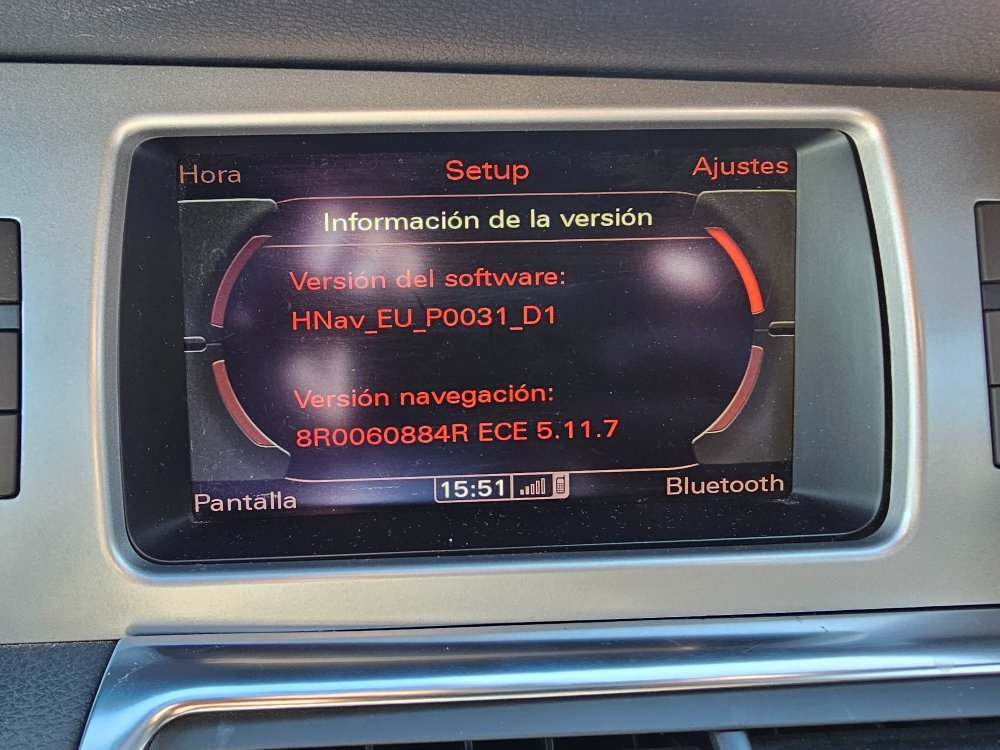 Hora Setup Ajustes
Información de la versión
Versión del software:
HNav_EU_P0031_D1
Versión navegación:
8R0060884R ECE 5.11.7
Pantalla 15:51 Bluetooth